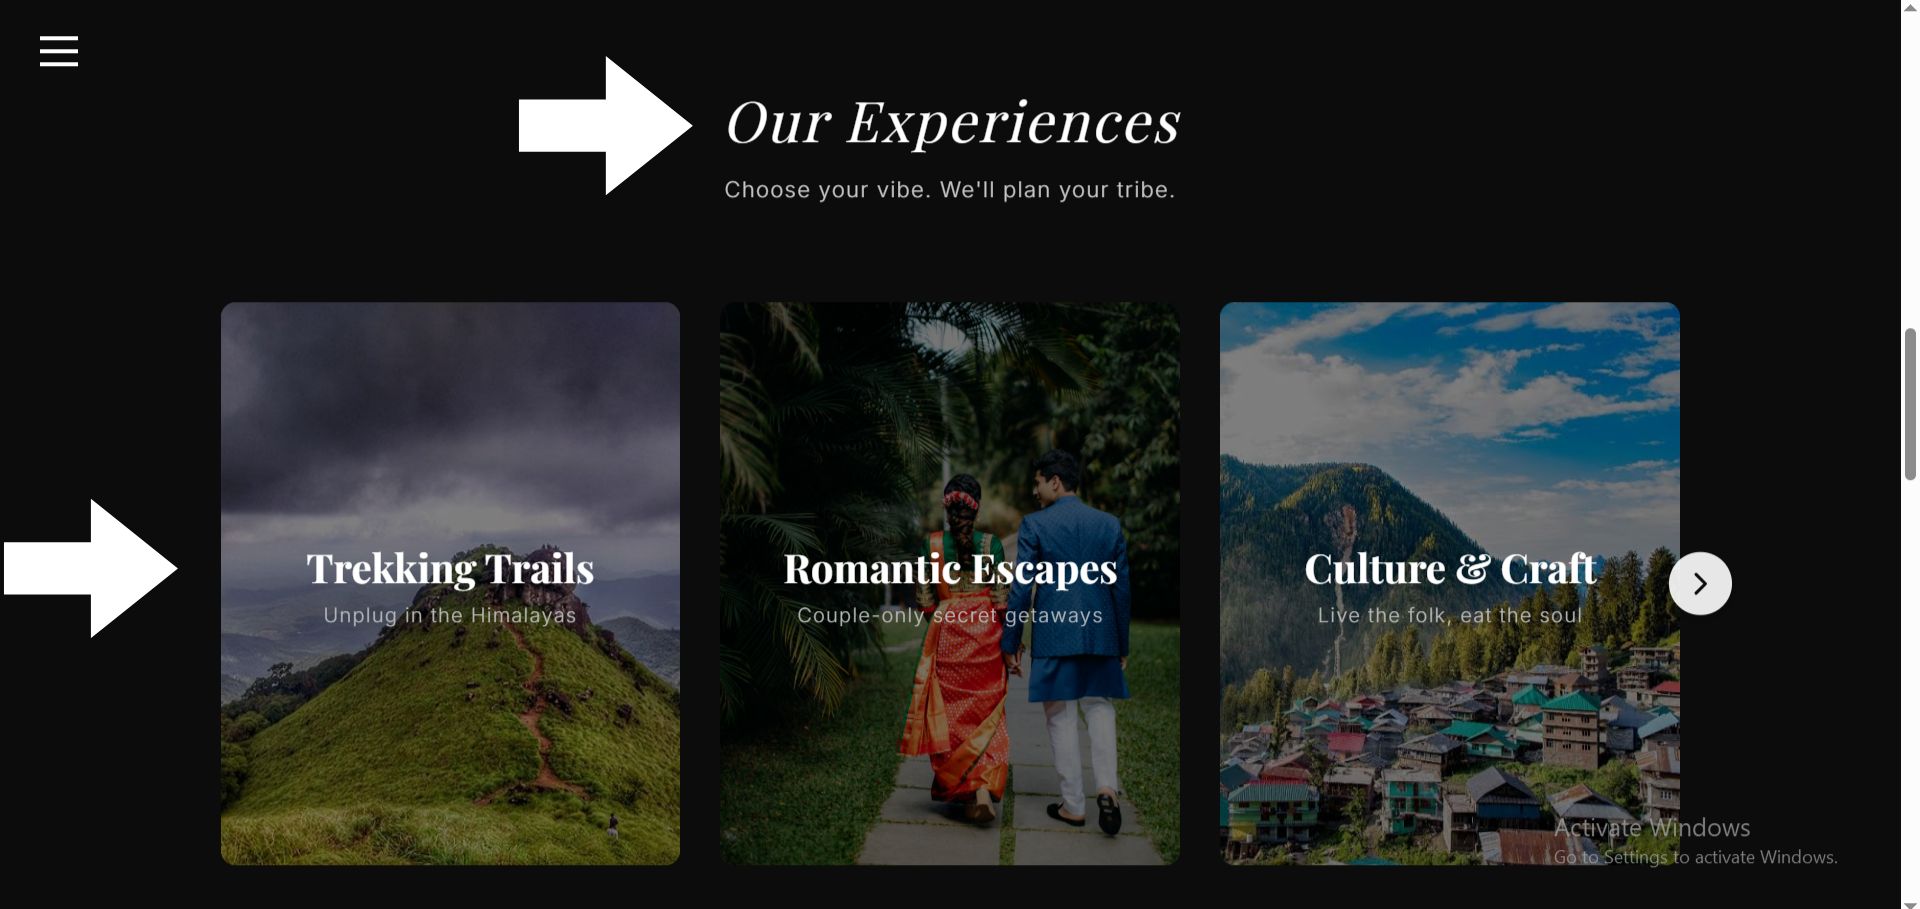 Our Experiences
Choose your vibe. We'll plan your tribe.
Trekking Trails
Unplug in the Himalayas
Romantic Escapes
Couple-only secret getaways
Culture & Craft
Live the folk, eat the soul
Activate Windows
Go to Settings to activate Windows.